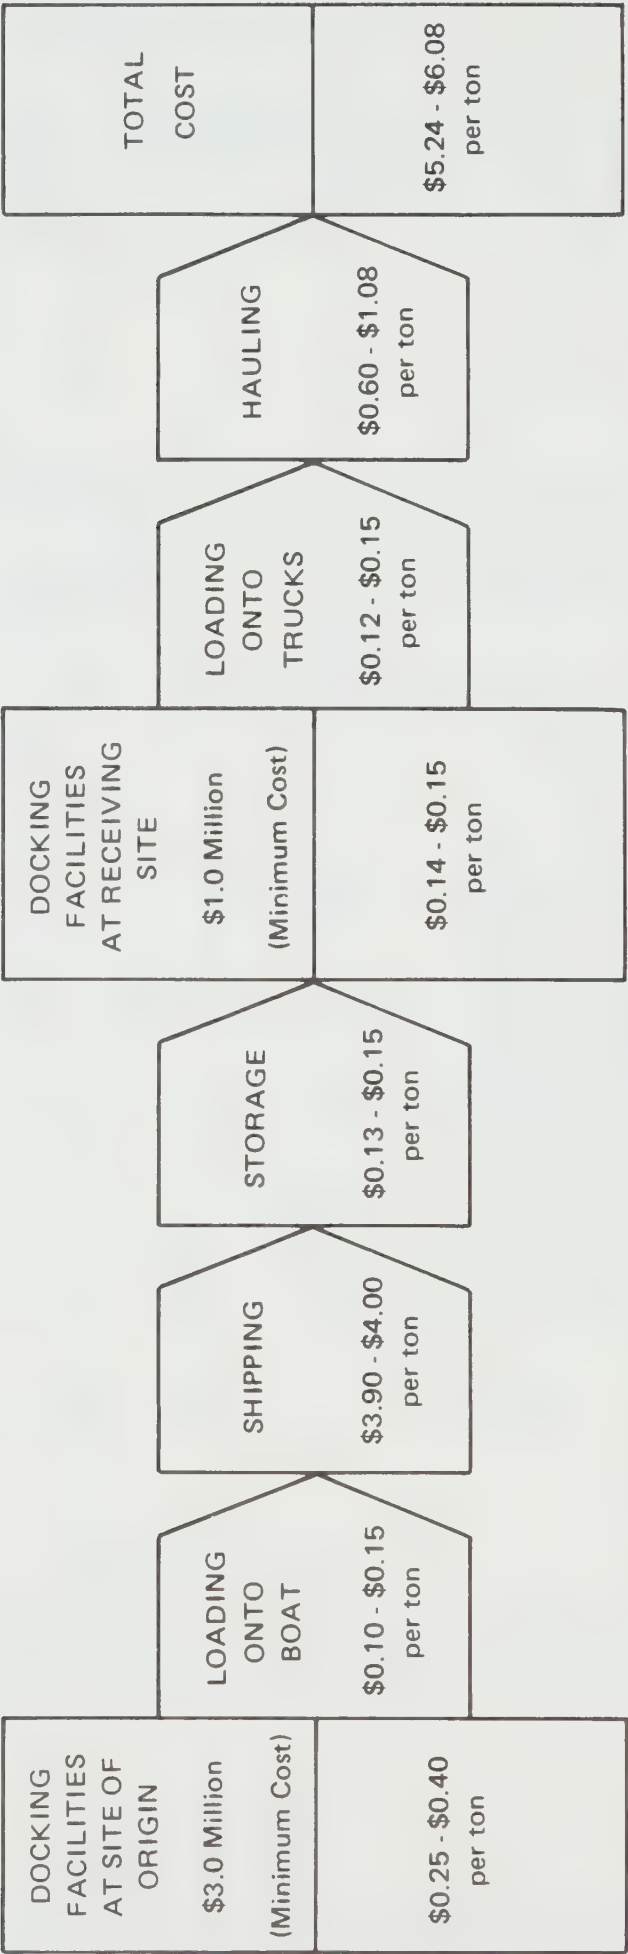 DOCKING
FACILITIES
AT SITE OF
ORIGIN
$3.0 Million
(Minimum Cost)
$0.25 - $0.40
per ton
LOADING
ONTO
BOAT
$0.10 - $0.15
per ton
SHIPPING
$3.90 - $4.00
per ton
STORAGE
$0.13 - $0.15
per ton
DOCKING
FACILITIES
AT RECEIVING
SITE
$1.0 Million
(Minimum Cost)
$0.14 - $0.15
per ton
LOADING
ONTO
TRUCKS
$0.12 - $0.15
per ton
HAULING
$0.60 - $1.08
per ton
TOTAL
COST
$5.24 - $6.08
per ton